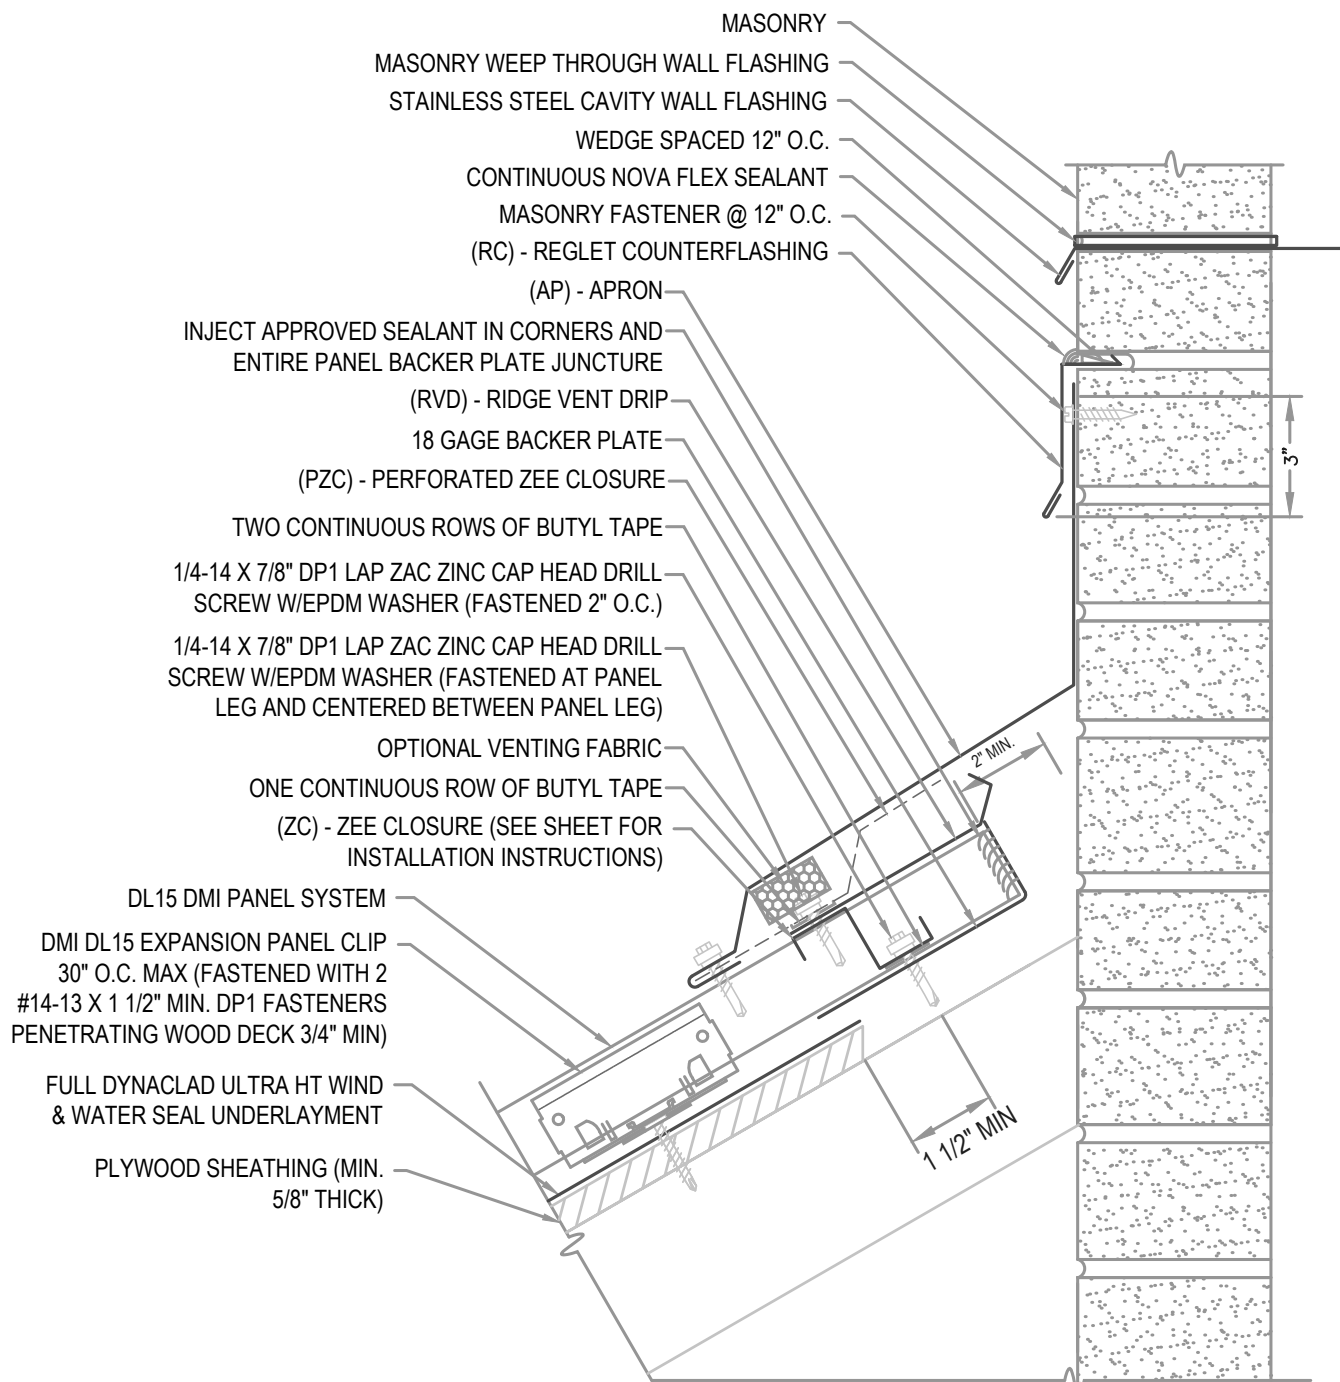 MASONRY
MASONRY WEEP THROUGH WALL FLASHING
STAINLESS STEEL CAVITY WALL FLASHING
WEDGE SPACED 12" O.C.
CONTINUOUS NOVA FLEX SEALANT
MASONRY FASTENER @ 12" O.C.
(RC) - REGLET COUNTERFLASHING
(AP) - APRON
INJECT APPROVED SEALANT IN CORNERS AND
ENTIRE PANEL BACKER PLATE JUNCTURE
(RVD) - RIDGE VENT DRIP
18 GAGE BACKER PLATE
(PZC) - PERFORATED ZEE CLOSURE
TWO CONTINUOUS ROWS OF BUTYL TAPE
1/4-14 X 7/8" DP1 LAP ZAC ZINC CAP HEAD DRILL
SCREW W/EPDM WASHER (FASTENED 2" O.C.)
1/4-14 X 7/8" DP1 LAP ZAC ZINC CAP HEAD DRILL
SCREW W/EPDM WASHER (FASTENED AT PANEL
LEG AND CENTERED BETWEEN PANEL LEG)
OPTIONAL VENTING FABRIC
ONE CONTINUOUS ROW OF BUTYL TAPE
(ZC) - ZEE CLOSURE (SEE SHEET FOR
INSTALLATION INSTRUCTIONS)
DL15 DMI PANEL SYSTEM
DMI DL15 EXPANSION PANEL CLIP
30" O.C. MAX (FASTENED WITH 2
#14-13 X 1 1/2" MIN. DP1 FASTENERS
PENETRATING WOOD DECK 3/4" MIN)
FULL DYNACLAD ULTRA HT WIND
& WATER SEAL UNDERLAYMENT
PLYWOOD SHEATHING (MIN.
5/8" THICK)
3"
2" MIN.
1 1/2" MIN